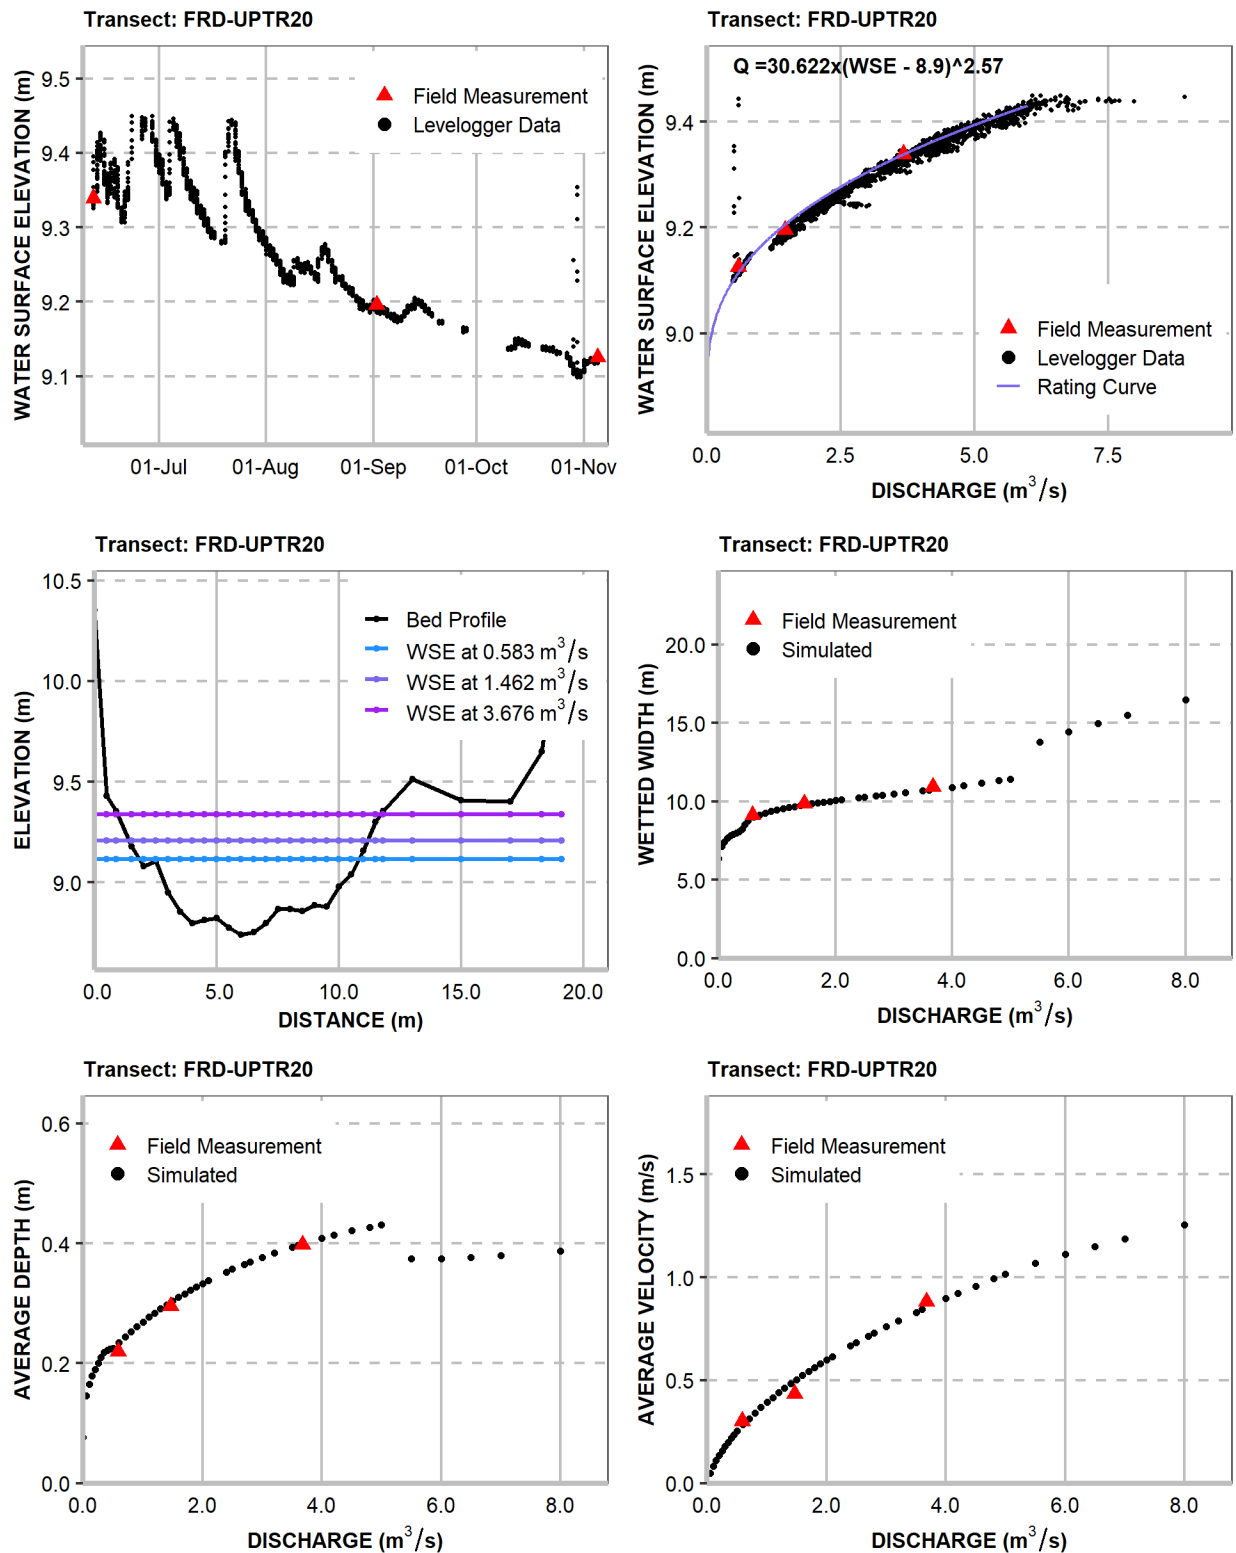 Transect: FRD-UPTR20
WATER SURFACE ELEVATION (m)
9.5
9.4
9.3
9.2
9.1
Field Measurement
Levelogger Data
01-Jul
01-Aug
01-Sep
01-Oct
01-Nov
Transect: FRD-UPTR20
WATER SURFACE ELEVATION (m)
Q =30.622x(WSE - 8.9)^2.57
9.4
9.2
9.0
Field Measurement
Levelogger Data
Rating Curve
0.0
2.5
5.0
7.5
DISCHARGE (m³/s)
Transect: FRD-UPTR20
ELEVATION (m)
10.5
10.0
9.5
9.0
Bed Profile
WSE at 0.583 m³/s
WSE at 1.462 m³/s
WSE at 3.676 m³/s
0.0
5.0
10.0
15.0
20.0
DISTANCE (m)
Transect: FRD-UPTR20
WETTED WIDTH (m)
20.0
15.0
10.0
5.0
0.0
Field Measurement
Simulated
0.0
2.0
4.0
6.0
8.0
DISCHARGE (m³/s)
Transect: FRD-UPTR20
AVERAGE DEPTH (m)
0.6
0.4
0.2
0.0
Field Measurement
Simulated
0.0
2.0
4.0
6.0
8.0
DISCHARGE (m³/s)
Transect: FRD-UPTR20
AVERAGE VELOCITY (m/s)
1.5
1.0
0.5
0.0
Field Measurement
Simulated
0.0
2.0
4.0
6.0
8.0
DISCHARGE (m³/s)